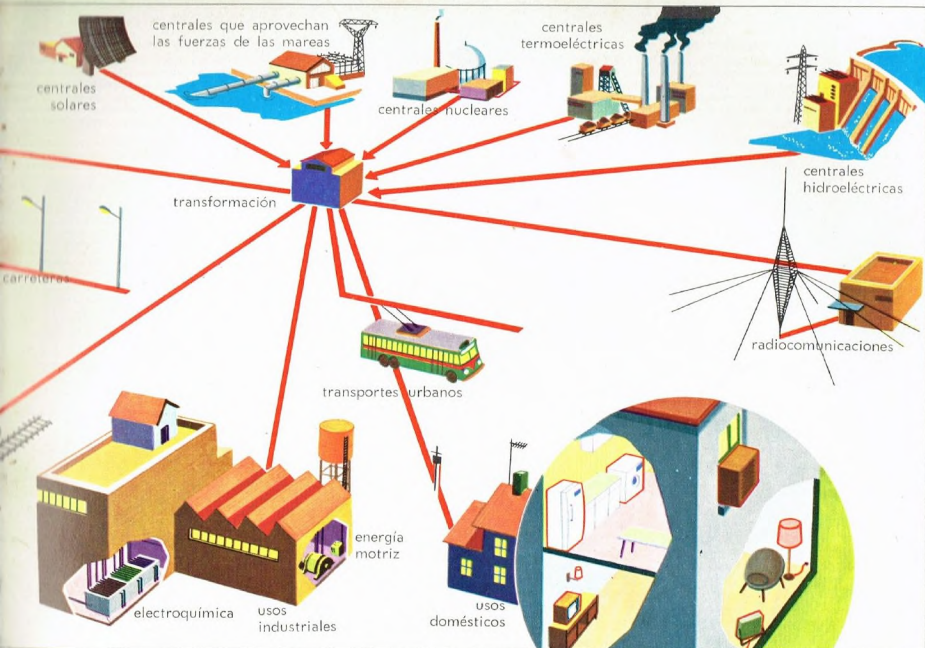 centrales que aprovechan
las fuerzas de las mareas
centrales
termoeléctricas
centrales
solares
centrales nucleares
centrales
hidroeléctricas
transformación
carreteras
radiocomunicaciones
transportes urbanos
energía
motriz
electroquímica
usos
industriales
usos
domésticos